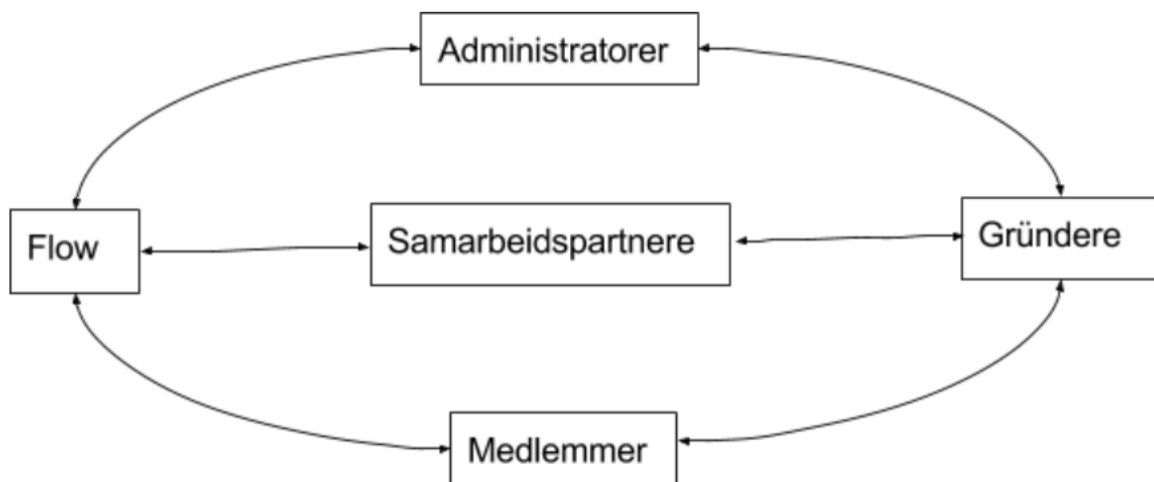 Administratorer
Flow
Samarbeidspartnere
Gründere
Medlemmer